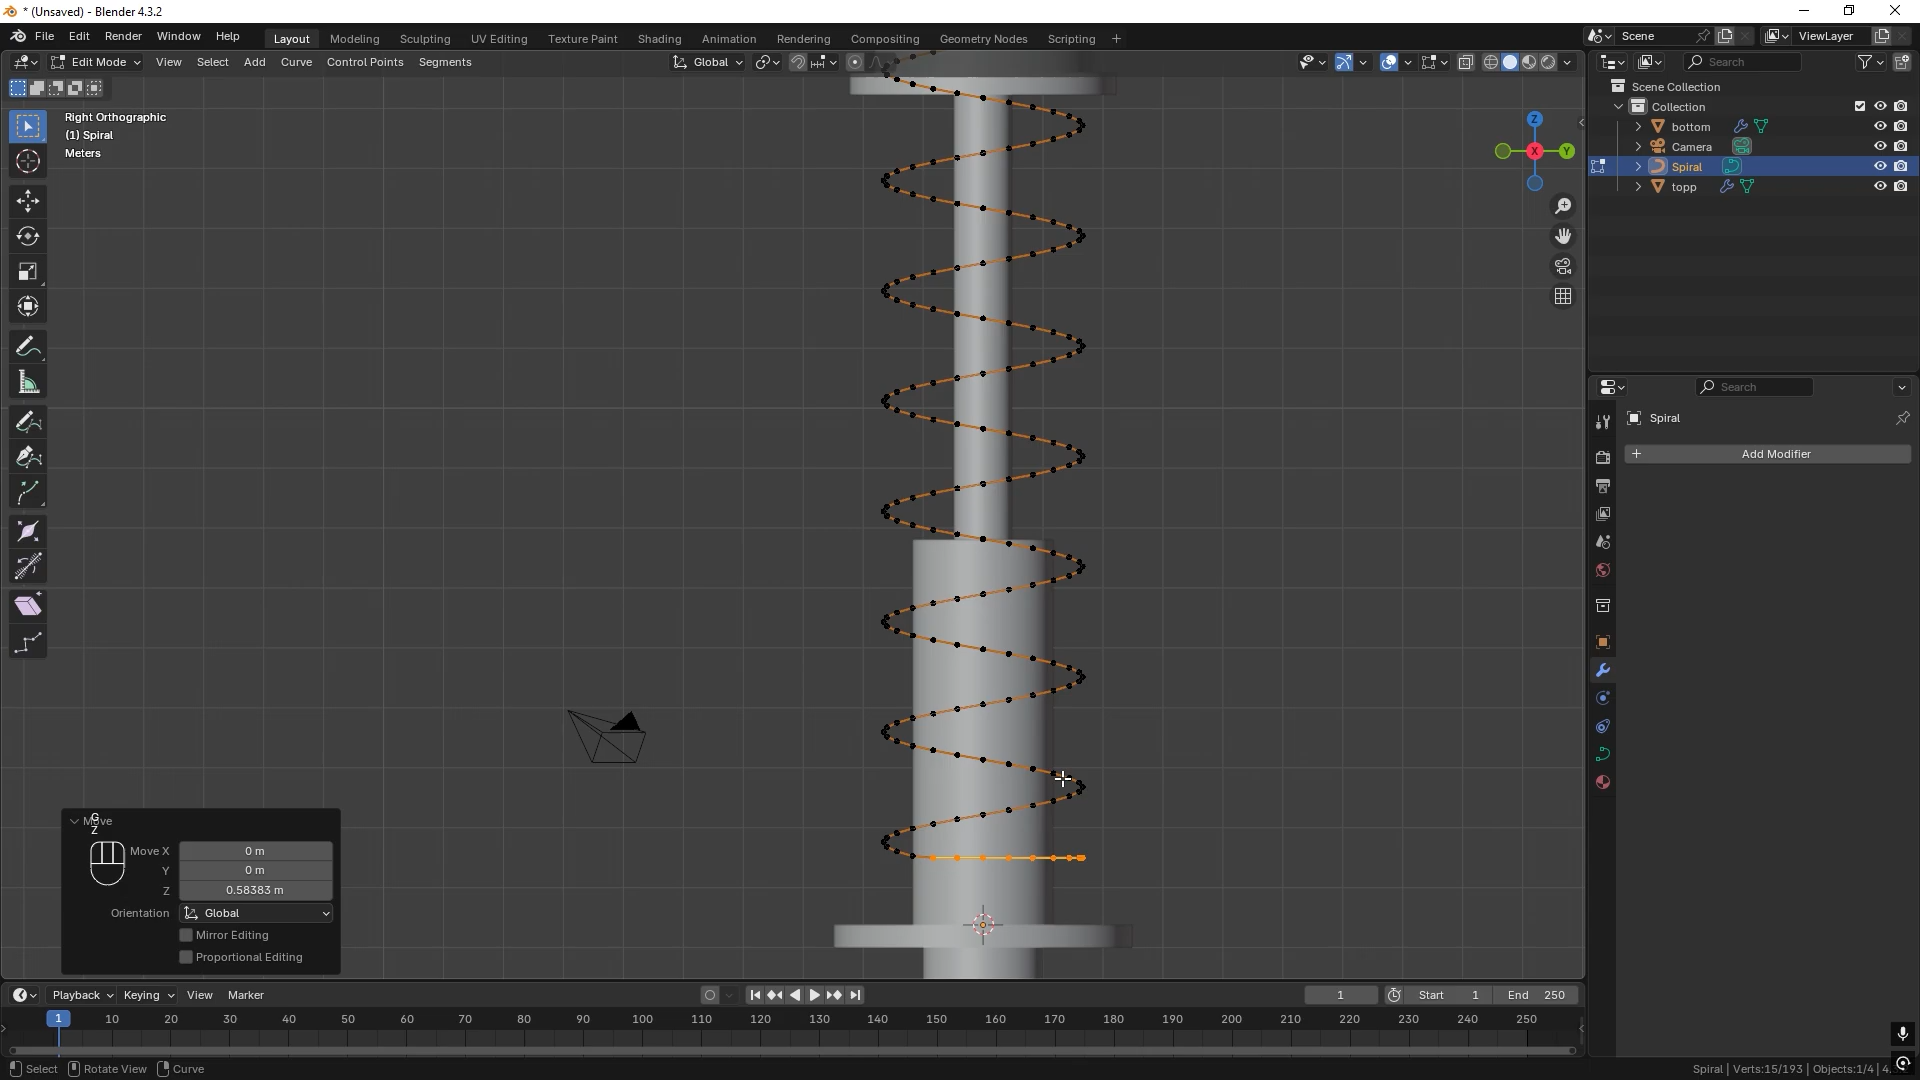 * (Unsaved) - Blender 4.3.2
File Edit Render Window Help
Layout Modeling Sculpting UV Editing Texture Paint Shading Animation Rendering Compositing Geometry Nodes Scripting +
Scene ViewLayer
Edit Mode View Select Add Curve Control Points Segments
Global
Search
Right Orthographic
(1) Spiral
Meters
Z
X
Y
Scene Collection
Collection
bottom
Camera
Spiral
topp
Search
Spiral
+ Add Modifier
Move
G
Z
Move X 0 m
Y 0 m
Z 0.58383 m
Orientation Global
Mirror Editing
Proportional Editing
Playback Keying View Marker
1 Start 1 End 250
1 10 20 30 40 50 60 70 80 90 100 110 120 130 140 150 160 170 180 190 200 210 220 230 240 250
Select Rotate View Curve
Spiral | Verts:15/193 | Objects:1/4 | 4.